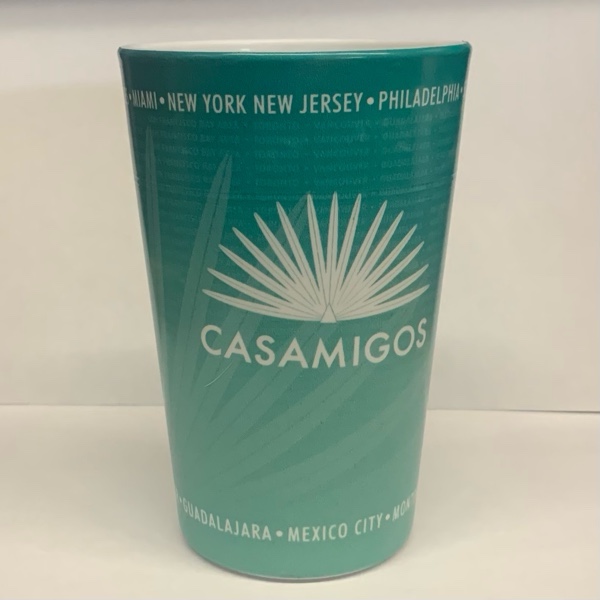 • MIAMI • NEW YORK NEW JERSEY • PHILADELPHIA •
CASAMIGOS
• GUADALAJARA • MEXICO CITY •